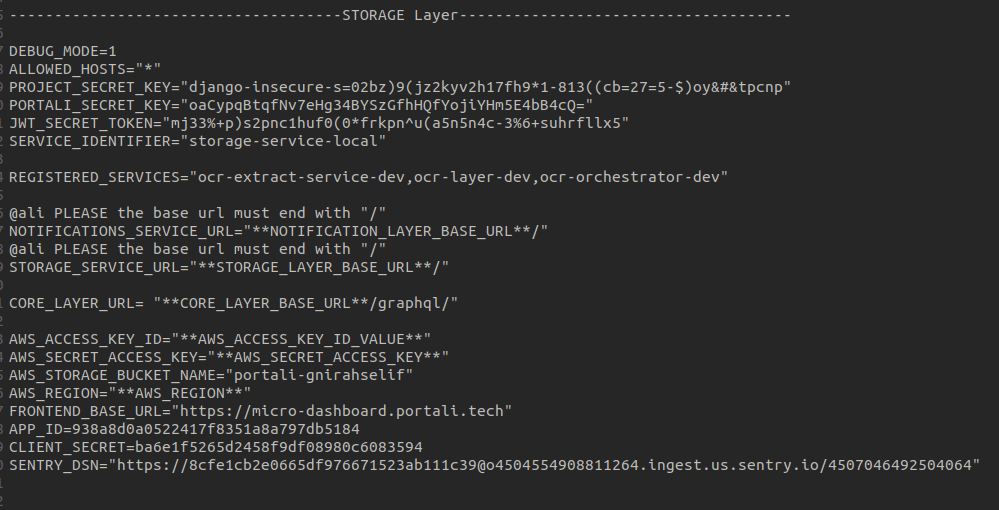 -------------------------------------STORAGE Layer-------------------------------------
DEBUG_MODE=1
ALLOWED_HOSTS="*"
PROJECT_SECRET_KEY="django-insecure-s=02bz)9(jz2kyv2h17fh9*1-813((cb=27=5-$)oy&#&tpcnp"
PORTALI_SECRET_KEY="oaCypqBtqfNv7eHg34BYSzGfhHQfYojiYHm5E4bB4cQ="
JWT_SECRET_TOKEN="mj33%+p)s2pnc1huf0(0*frkpn^u(a5n5n4c-3%6+suhrfllx5"
SERVICE_IDENTIFIER="storage-service-local"
REGISTERED_SERVICES="ocr-extract-service-dev,ocr-layer-dev,ocr-orchestrator-dev"
@ali PLEASE the base url must end with "/"
NOTIFICATIONS_SERVICE_URL="**NOTIFICATION_LAYER_BASE_URL**/"
@ali PLEASE the base url must end with "/"
STORAGE_SERVICE_URL="**STORAGE_LAYER_BASE_URL**/"
CORE_LAYER_URL= "**CORE_LAYER_BASE_URL**/graphql/"
AWS_ACCESS_KEY_ID="**AWS_ACCESS_KEY_ID_VALUE**"
AWS_SECRET_ACCESS_KEY="**AWS_SECRET_ACCESS_KEY**"
AWS_STORAGE_BUCKET_NAME="portali-gnirahselif"
AWS_REGION="**AWS_REGION**"
FRONTEND_BASE_URL="https://micro-dashboard.portali.tech"
APP_ID=938a8d0a0522417f8351a8a797db5184
CLIENT_SECRET=ba6e1f5265d2458f9df08980c6083594
SENTRY_DSN="https://8cfe1cb2e0665df976671523ab111c39@o4504554908811264.ingest.us.sentry.io/4507046492504064"